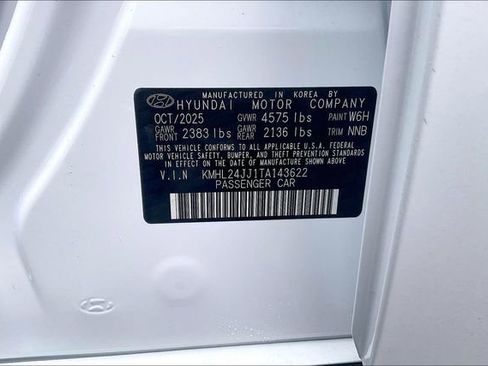 MANUFACTURED IN KOREA BY
HYUNDAI MOTOR COMPANY
OCT/2025 GVWR 4575 lbs PAINT W6H
GAWR FRONT 2383 lbs GAWR REAR 2136 lbs TRIM NNB
THIS VEHICLE CONFORMS TO ALL APPLICABLE U.S. FEDERAL
MOTOR VEHICLE SAFETY, BUMPER, AND THEFT PREVENTION
STANDARDS IN EFFECT ON THE DATE OF MANUFACTURE SHOWN ABOVE.
V.I.N KMHL24JJ1TA143622
PASSENGER CAR